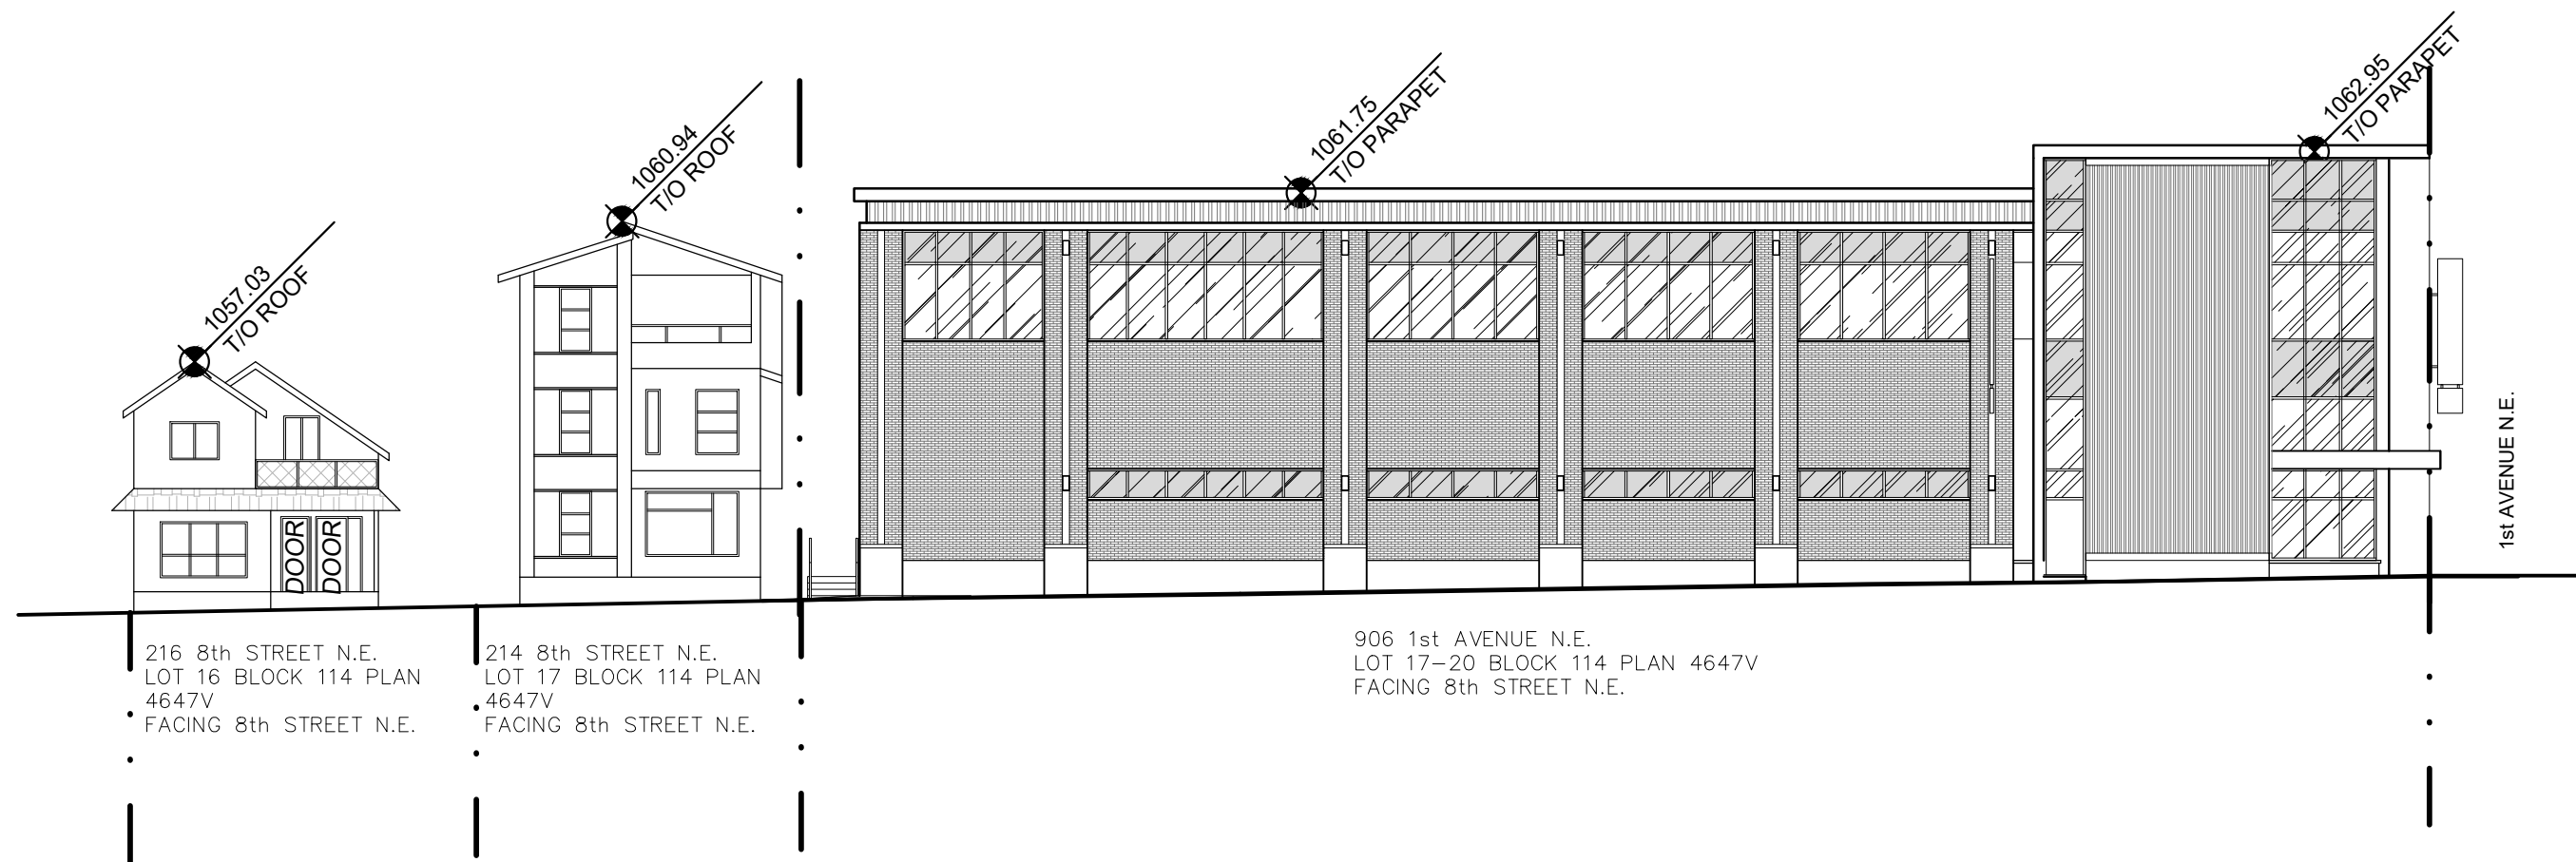 1057.03
T/O ROOF
1060.94
T/O ROOF
1061.75
T/O PARAPET
1062.95
T/O PARAPET
DOOR
DOOR
1st AVENUE N.E.
216 8th STREET N.E.
LOT 16 BLOCK 114 PLAN
4647V
FACING 8th STREET N.E.
214 8th STREET N.E.
LOT 17 BLOCK 114 PLAN
4647V
FACING 8th STREET N.E.
906 1st AVENUE N.E.
LOT 17-20 BLOCK 114 PLAN 4647V
FACING 8th STREET N.E.